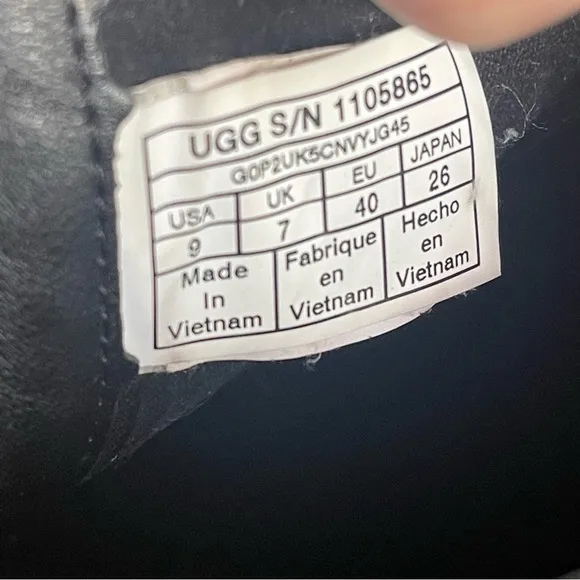 UGG S/N 1105865
G0P2UK5CNVYJG45
USA UK EU JAPAN
9 7 40 26
Made In Vietnam
Fabrique en Vietnam
Hecho en Vietnam